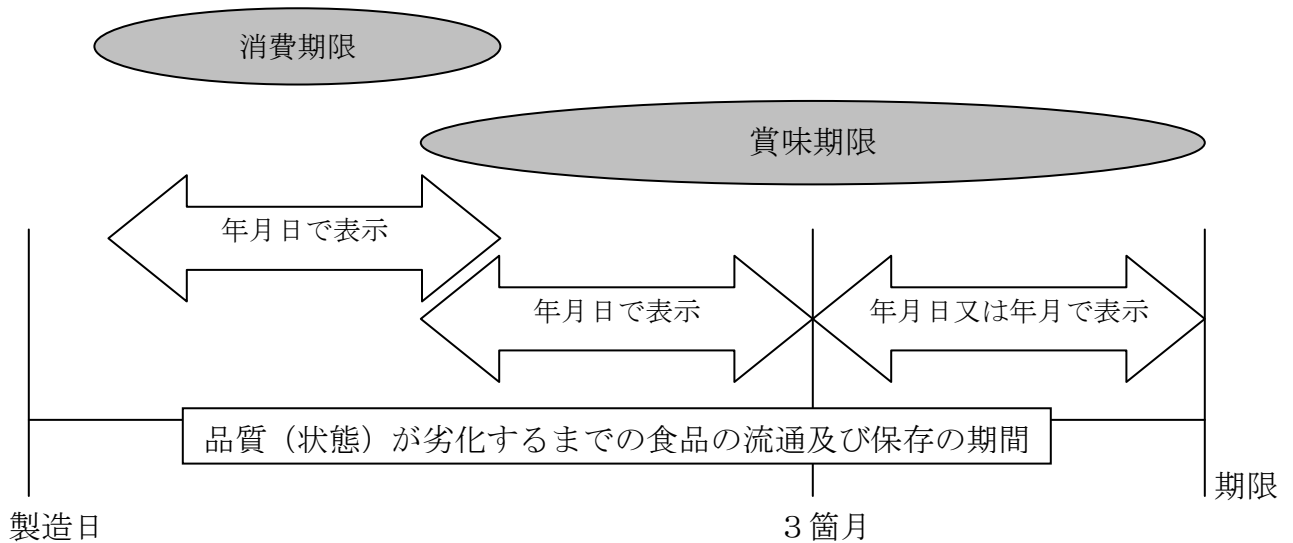 消費期限
賞味期限
年月日で表示
年月日で表示
年月日又は年月で表示
品質（状態）が劣化するまでの食品の流通及び保存の期間
期限
製造日
３箇月